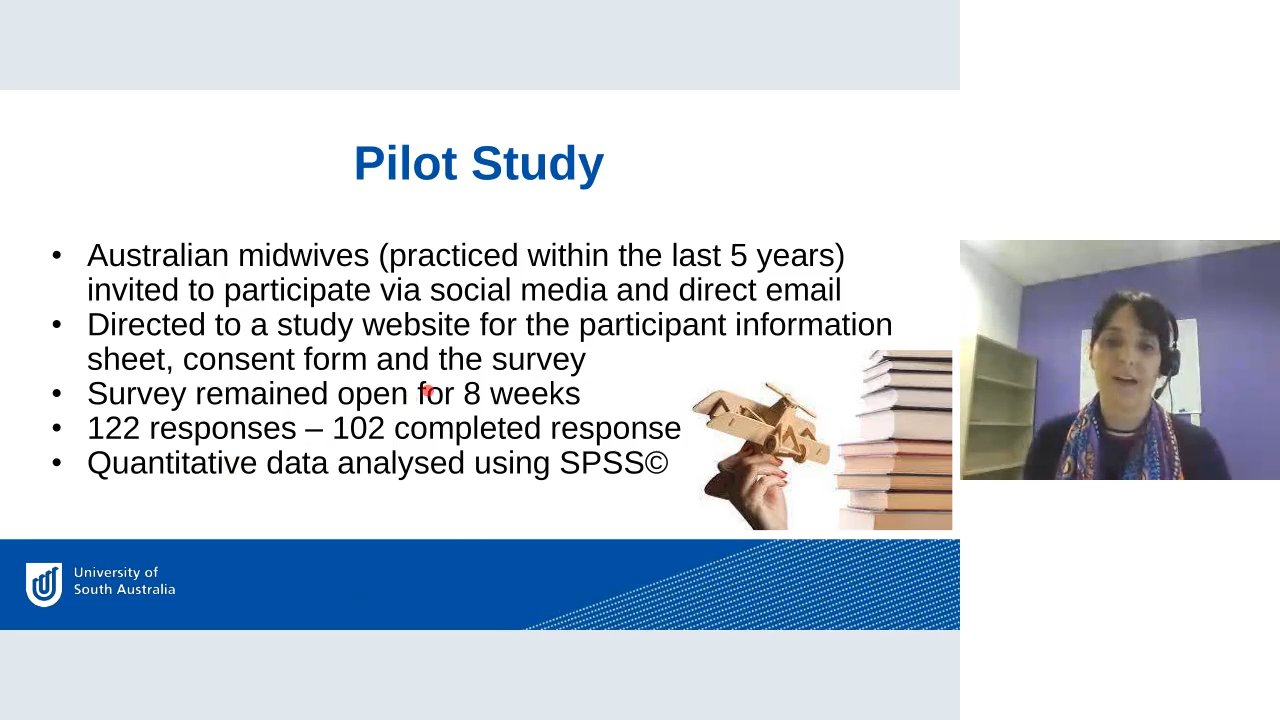 Pilot Study
• Australian midwives (practiced within the last 5 years)
invited to participate via social media and direct email
• Directed to a study website for the participant information
sheet, consent form and the survey
• Survey remained open for 8 weeks
• 122 responses – 102 completed response
• Quantitative data analysed using SPSS©
University of
South Australia